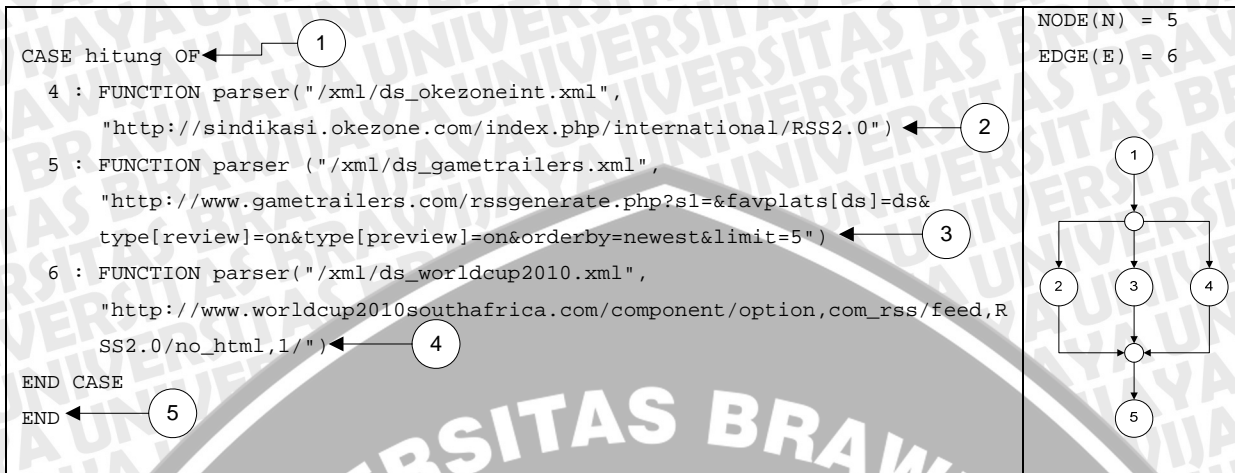 CASE hitung OF
1
4 : FUNCTION parser("/xml/ds_okezoneint.xml",
"http://sindikasi.okezone.com/index.php/international/RSS2.0")
2
5 : FUNCTION parser ("/xml/ds_gametrailers.xml",
"http://www.gametrailers.com/rssgenerate.php?s1=&favplats[ds]=ds&
type[review]=on&type[preview]=on&orderby=newest&limit=5")
3
6 : FUNCTION parser("/xml/ds_worldcup2010.xml",
"http://www.worldcup2010southafrica.com/component/option,com_rss/feed,R
SS2.0/no_html,1/")
4
END CASE
END
5
NODE(N) = 5
EDGE(E) = 6
1
2 3 4
5
SITAS BRAW